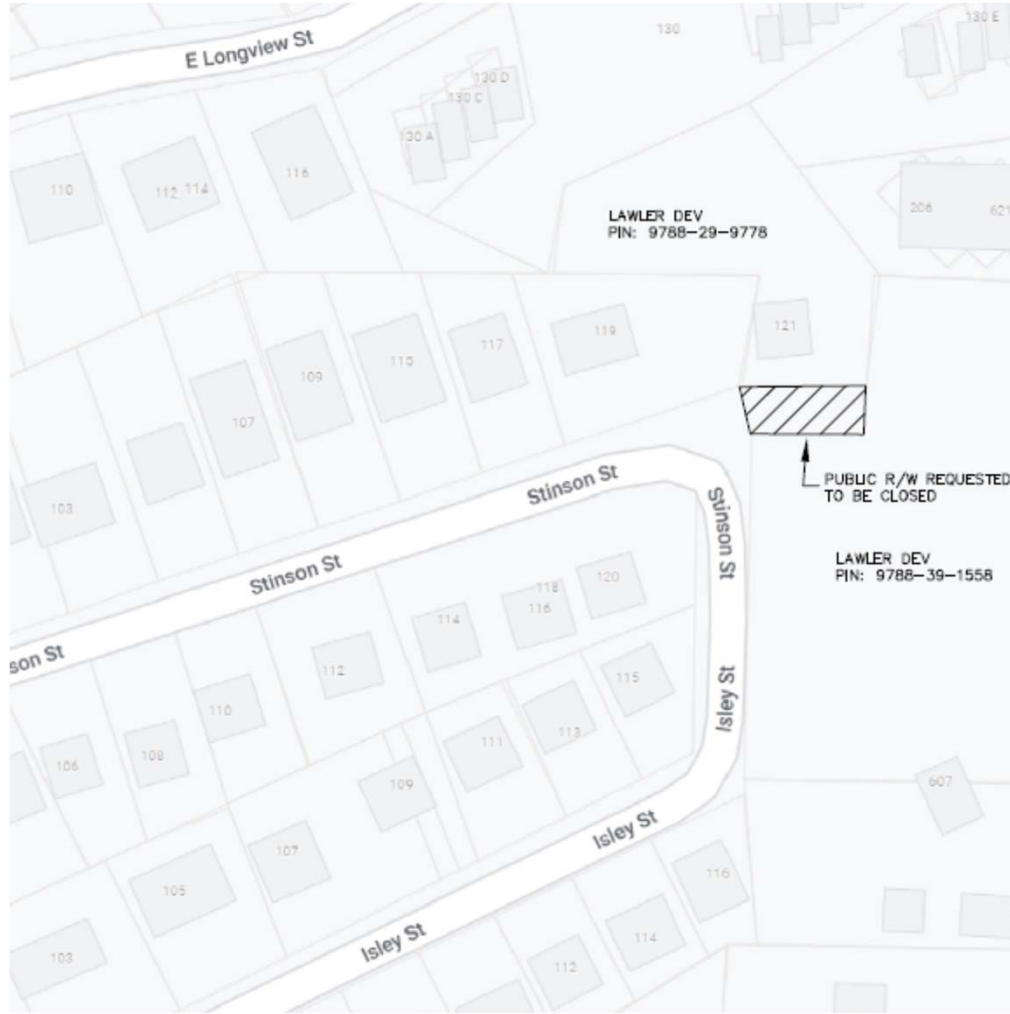 E Longview St
130
130 E
120 D
130 C
130 A
110
112
114
116
LAWLER DEV
PIN: 9788-29-9778
206
621
121
119
117
115
109
107
103
PUBLIC R/W REQUESTED
TO BE CLOSED
LAWLER DEV
PIN: 9788-39-1558
Stinson St
Stinson St
Stinson St
son St
120
118
116
114
112
110
108
106
115
113
111
109
107
105
103
Isley St
Isley St
Isley St
607
116
114
112